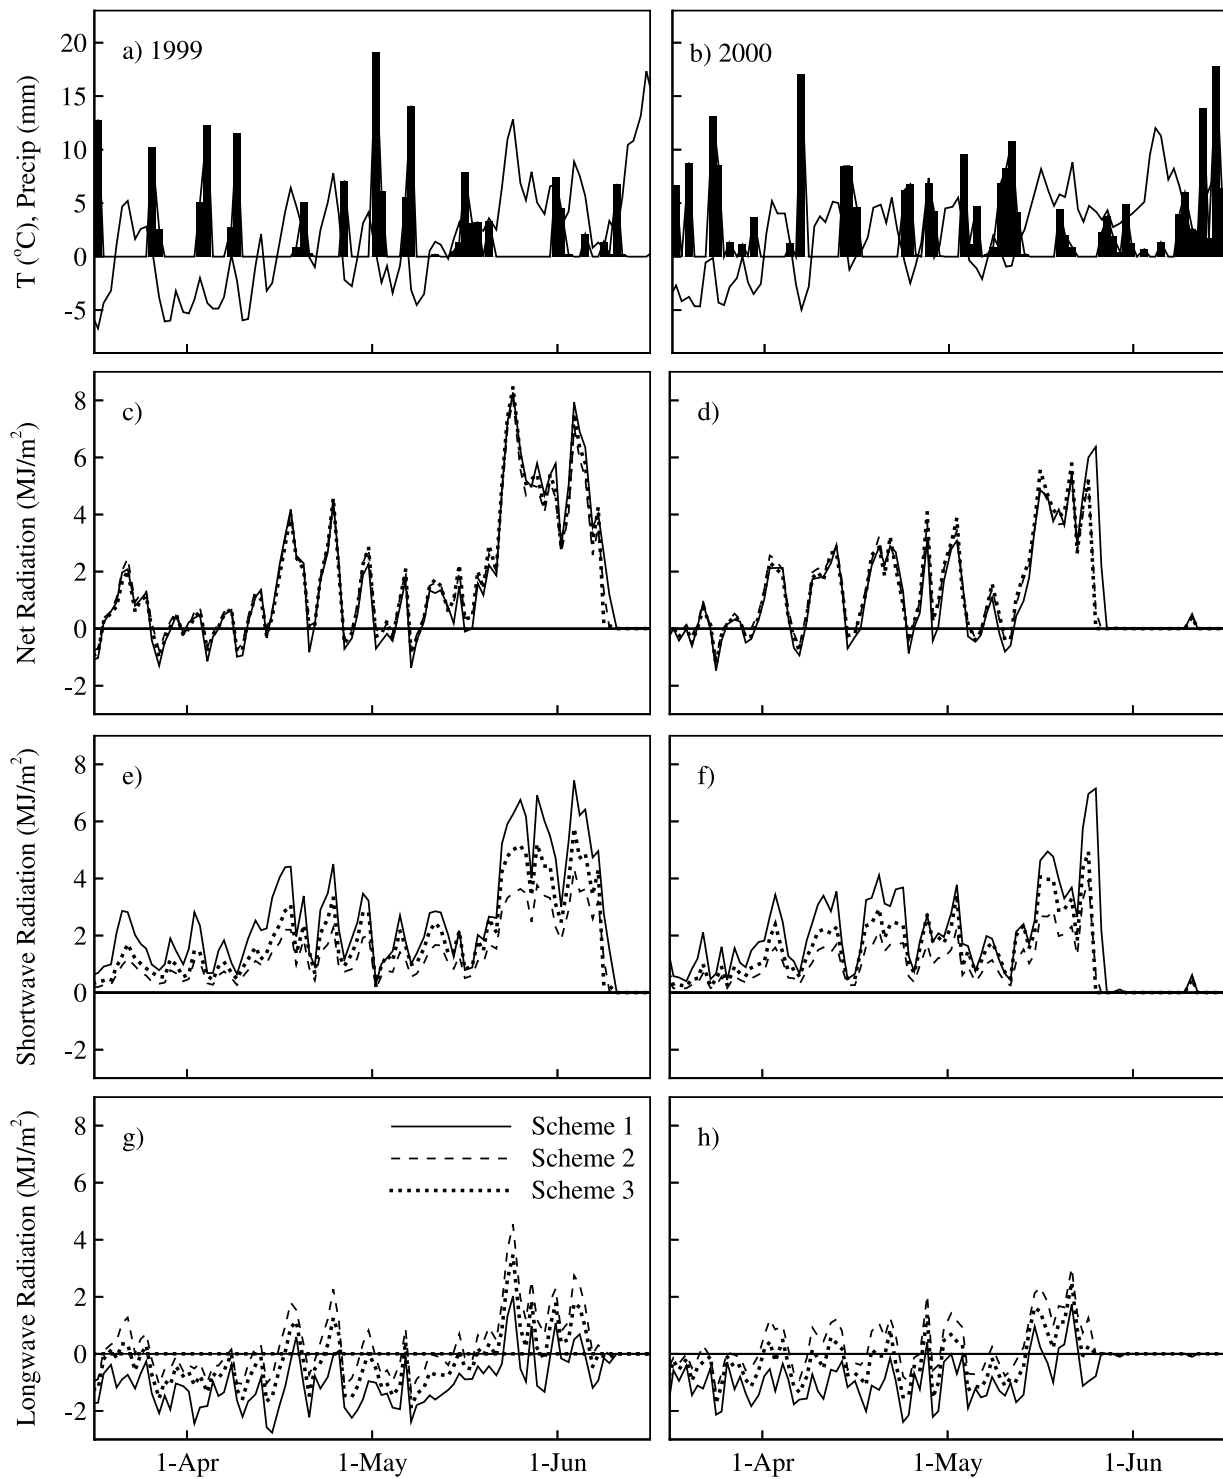 a) 1999
b) 2000
T (°C), Precip (mm)
20
15
10
5
0
-5
c)
d)
Net Radiation (MJ/m²)
8
6
4
2
0
-2
e)
f)
Shortwave Radiation (MJ/m²)
8
6
4
2
0
-2
g)
Scheme 1
Scheme 2
Scheme 3
h)
Longwave Radiation (MJ/m²)
8
6
4
2
0
-2
1-Apr 1-May 1-Jun 1-Apr 1-May 1-Jun